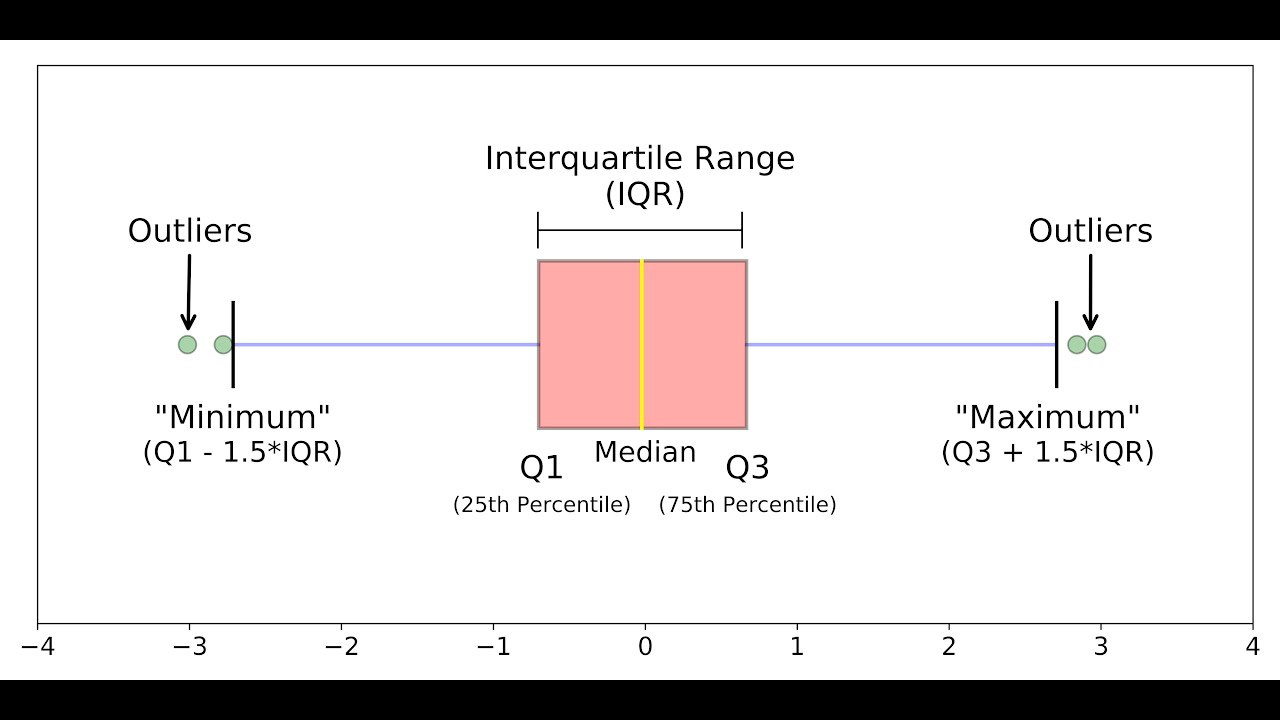 Interquartile Range
(IQR)
Outliers
Outliers
"Minimum"
(Q1 - 1.5*IQR)
"Maximum"
(Q3 + 1.5*IQR)
Median
Q1
Q3
(25th Percentile)
(75th Percentile)
−4
−3
−2
−1
0
1
2
3
4